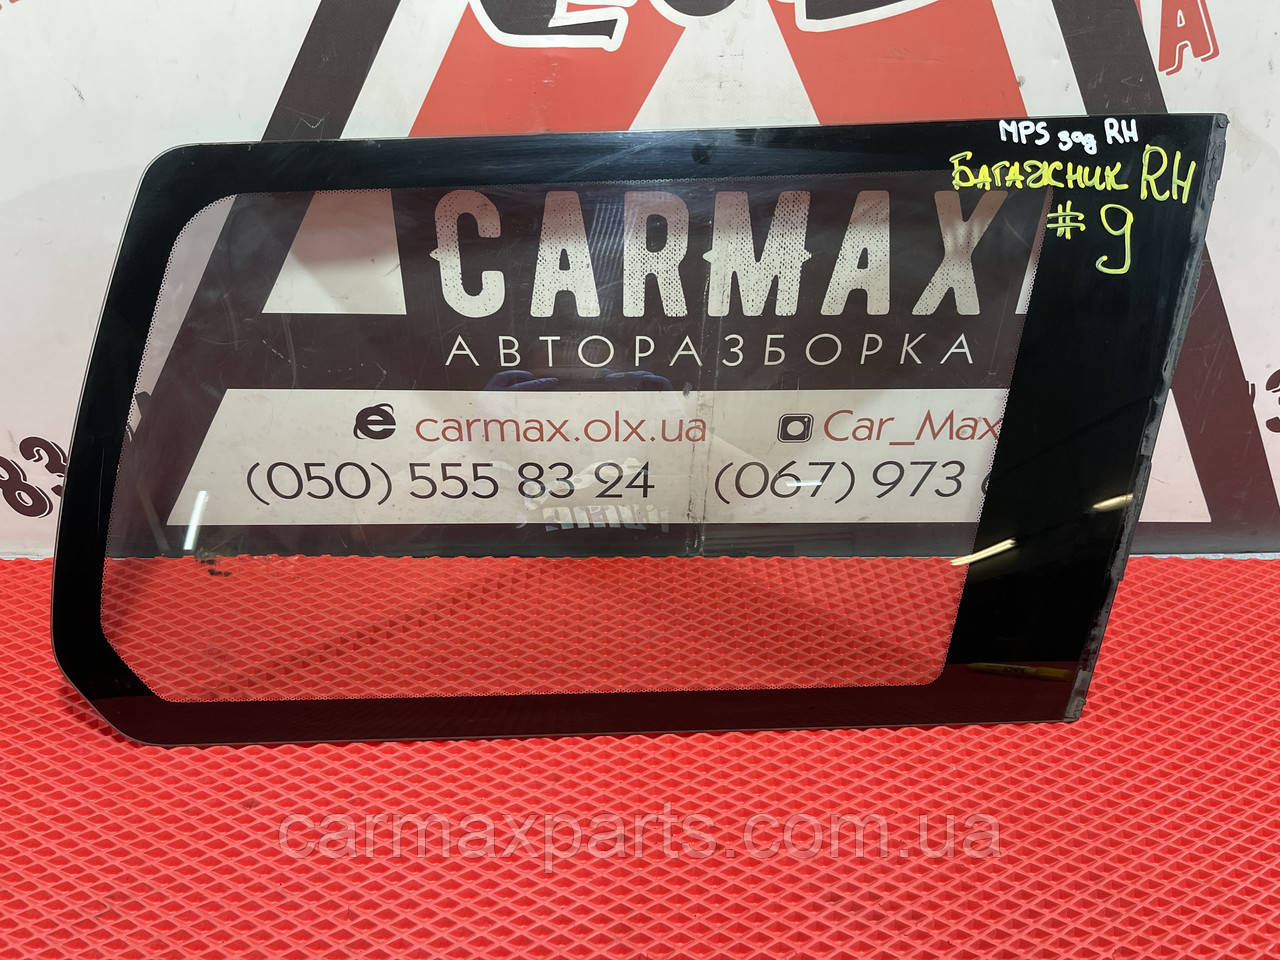 MPS зад RH
БАГАЖНИК RH
# 9
CARMAX
АВТОРАЗБОРКА
carmax.olx.ua Car_Max
(050) 555 83 24 (067) 973
carmaxparts.com.ua